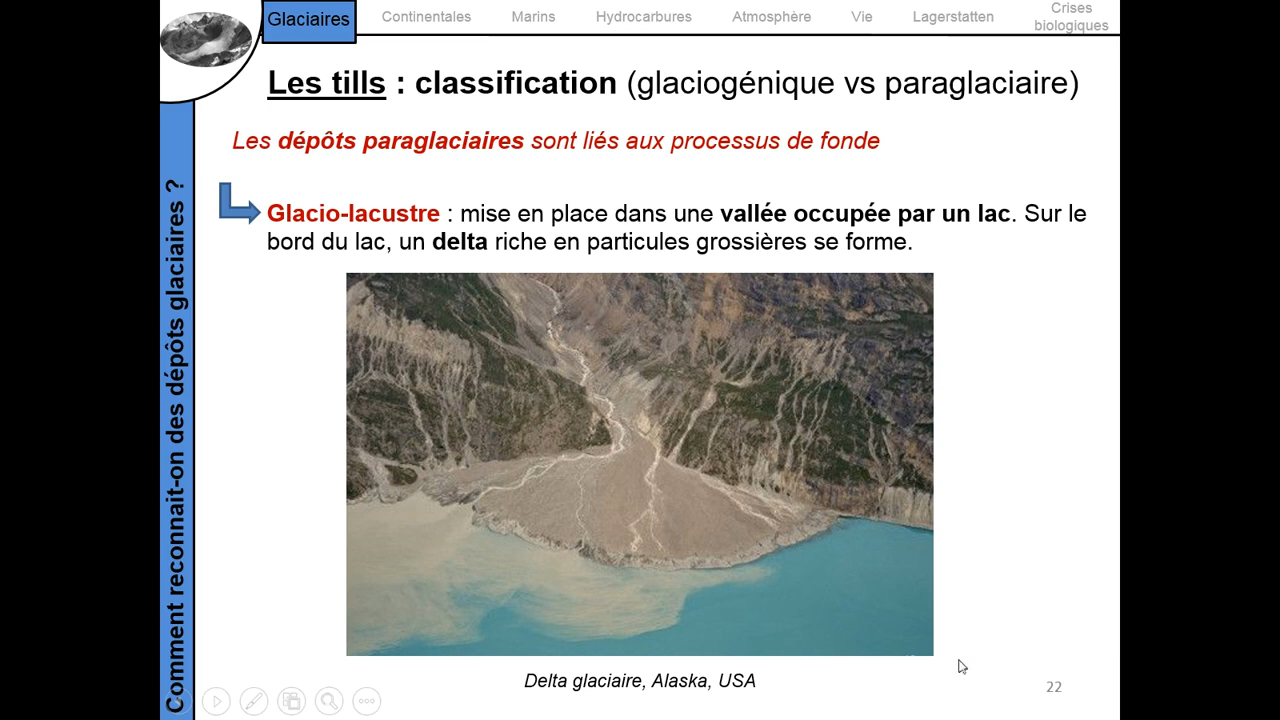 Glaciaires
Continentales
Marins
Hydrocarbures
Atmosphère
Vie
Lagerstatten
Crises
biologiques
Les tills : classification (glaciogénique vs paraglaciaire)
Les dépôts paraglaciaires sont liés aux processus de fonde
Glacio-lacustre : mise en place dans une vallée occupée par un lac. Sur le
bord du lac, un delta riche en particules grossières se forme.
Comment reconnait-on des dépôts glaciaires ?
Delta glaciaire, Alaska, USA
22